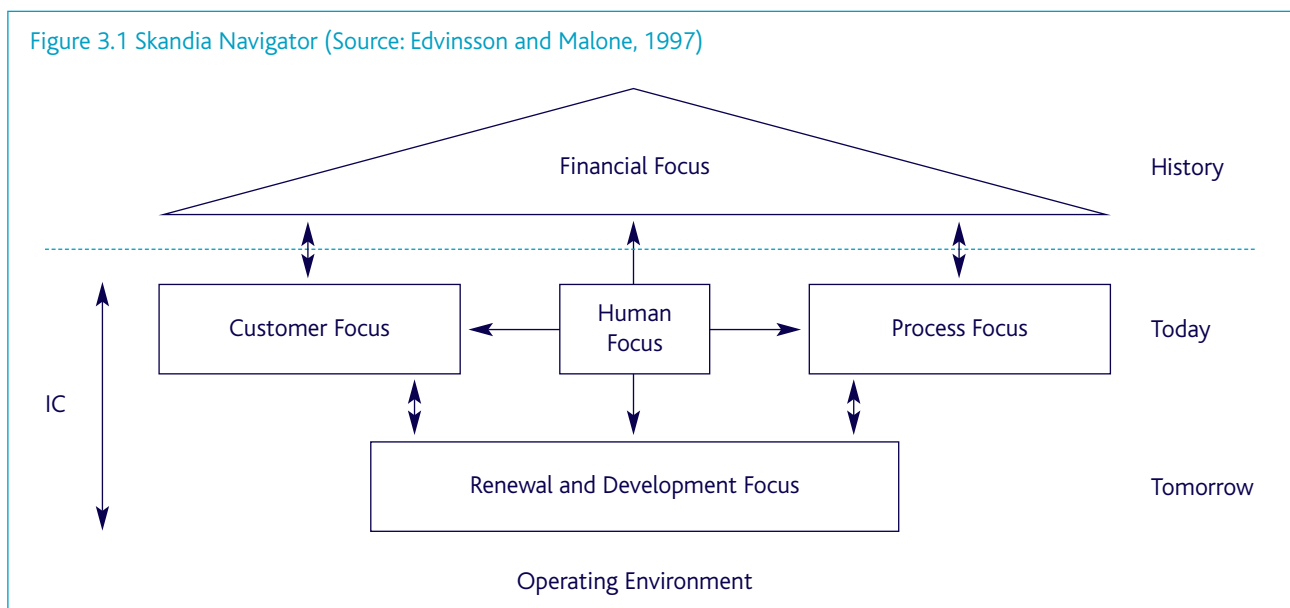 Figure 3.1 Skandia Navigator (Source: Edvinsson and Malone, 1997)
Financial Focus
History
Customer Focus
Human
Focus
Process Focus
Today
IC
Renewal and Development Focus
Tomorrow
Operating Environment